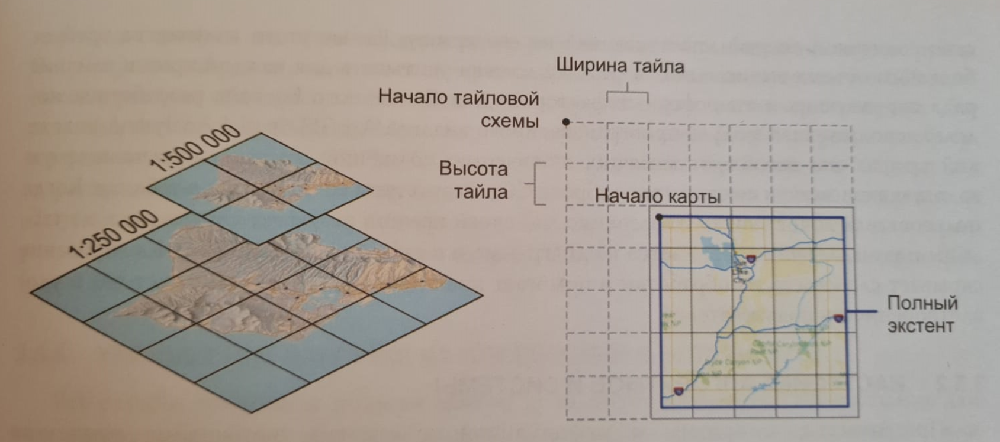 1:500 000
1:250 000
Ширина тайла
Начало тайловой
схемы
Высота
тайла
Начало карты
Полный
экстент